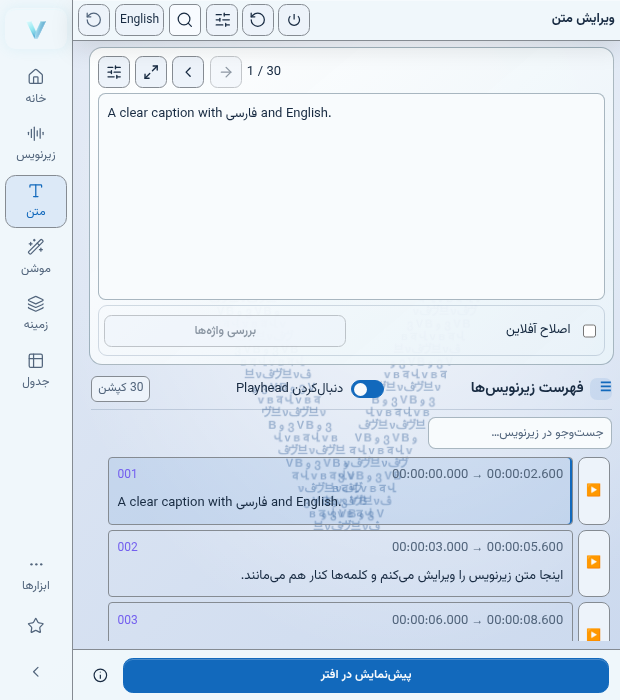 ویرایش متن
English
خانه
زیرنویس
متن
موشن
زمینه
جدول
ابزارها
1 / 30
A clear caption with فارسی and English.
اصلاح آفلاین
بررسی واژه‌ها
فهرست زیرنویس‌ها
دنبال‌کردن Playhead
30 کپشن
جست‌وجو در زیرنویس…
001
00:00:00.000 → 00:00:02.600
A clear caption with فارسی and English.
002
00:00:03.000 → 00:00:05.600
اینجا متن زیرنویس را ویرایش می‌کنم و کلمه‌ها کنار هم می‌مانند.
003
00:00:06.000 → 00:00:08.600
پیش‌نمایش در افتر